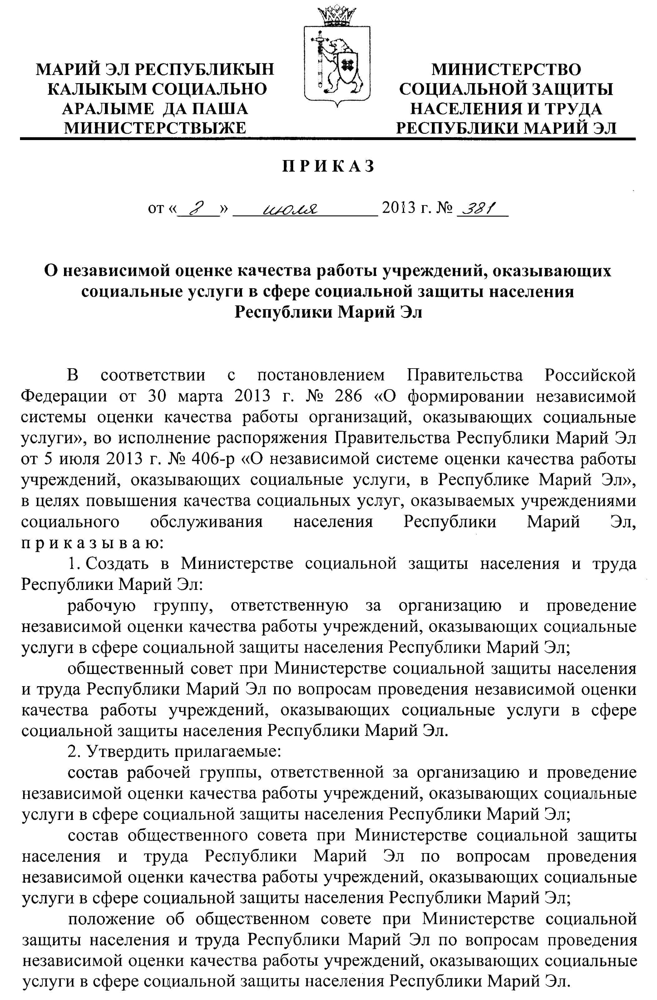 МАРИЙ ЭЛ РЕСПУБЛИКЫН
КАЛЫКЫМ СОЦИАЛЬНО
АРАЛЫМЕ ДА ПАША
МИНИСТЕРСТВЫЖЕ
МИНИСТЕРСТВО
СОЦИАЛЬНОЙ ЗАЩИТЫ
НАСЕЛЕНИЯ И ТРУДА
РЕСПУБЛИКИ МАРИЙ ЭЛ
П Р И К А З
от « 8 » июля 2013 г. № 381
О независимой оценке качества работы учреждений, оказывающих
социальные услуги в сфере социальной защиты населения
Республики Марий Эл
В соответствии с постановлением Правительства Российской
Федерации от 30 марта 2013 г. № 286 «О формировании независимой
системы оценки качества работы организаций, оказывающих социальные
услуги», во исполнение распоряжения Правительства Республики Марий Эл
от 5 июля 2013 г. № 406-р «О независимой системе оценки качества работы
учреждений, оказывающих социальные услуги, в Республике Марий Эл»,
в целях повышения качества социальных услуг, оказываемых учреждениями
социального обслуживания населения Республики Марий Эл,
п р и к а з ы в а ю:
1. Создать в Министерстве социальной защиты населения и труда
Республики Марий Эл:
рабочую группу, ответственную за организацию и проведение
независимой оценки качества работы учреждений, оказывающих социальные
услуги в сфере социальной защиты населения Республики Марий Эл;
общественный совет при Министерстве социальной защиты населения
и труда Республики Марий Эл по вопросам проведения независимой оценки
качества работы учреждений, оказывающих социальные услуги в сфере
социальной защиты населения Республики Марий Эл.
2. Утвердить прилагаемые:
состав рабочей группы, ответственной за организацию и проведение
независимой оценки качества работы учреждений, оказывающих социальные
услуги в сфере социальной защиты населения Республики Марий Эл;
состав общественного совета при Министерстве социальной защиты
населения и труда Республики Марий Эл по вопросам проведения
независимой оценки качества работы учреждений, оказывающих социальные
услуги в сфере социальной защиты населения Республики Марий Эл;
положение об общественном совете при Министерстве социальной
защиты населения и труда Республики Марий Эл по вопросам проведения
независимой оценки качества работы учреждений, оказывающих социальные
услуги в сфере социальной защиты населения Республики Марий Эл.